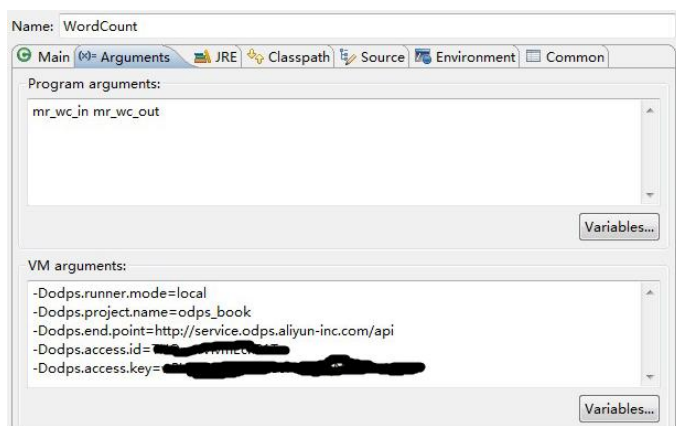 Name: WordCount
Main (x)= Arguments JRE Classpath Source Environment Common
Program arguments:
mr_wc_in mr_wc_out
Variables...
VM arguments:
-Dodps.runner.mode=local
-Dodps.project.name=odps_book
-Dodps.end.point=http://service.odps.aliyun-inc.com/api
-Dodps.access.id=
-Dodps.access.key=
Variables...